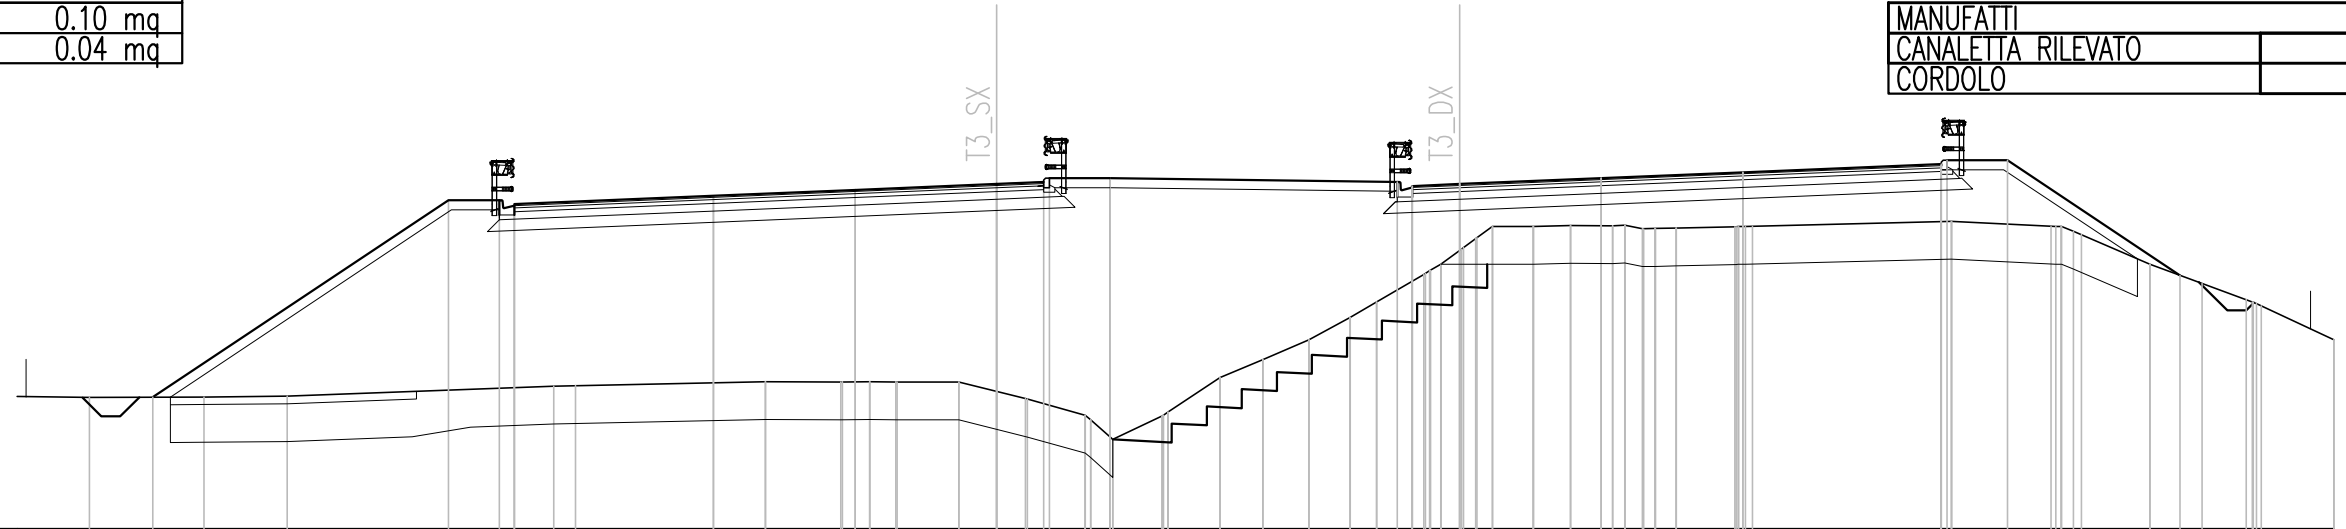 0.10 mq
0.04 mq
MANUFATTI
CANALETTA RILEVATO
CORDOLO
T3_SX
T3_DX